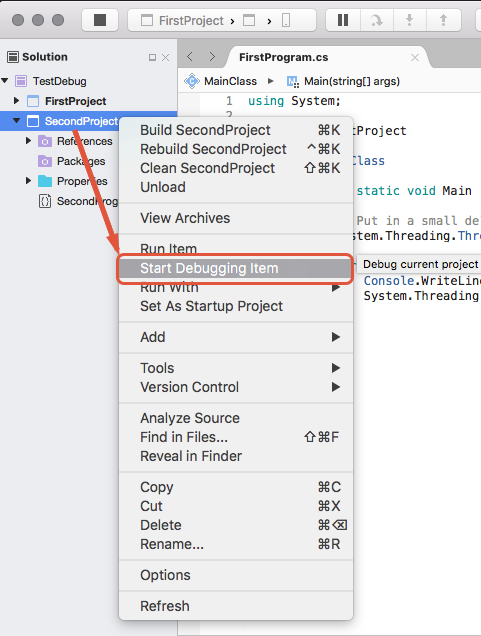 FirstProject
Solution
FirstProgram.cs
TestDebug
MainClass
Main(string[] args)
FirstProject
1 using System;
SecondProject
2
Build SecondProject ⌘K
tProject
References
Rebuild SecondProject ^⌘K
Packages
Clean SecondProject ⇧⌘K
Class
Properties
Unload
static void Main
SecondProg
View Archives
Put in a small de
stem.Threading.Thre
Run Item
Start Debugging Item
Debug current project
Run With
Console.WriteLine
Set As Startup Project
System.Threading
Add
Tools
Version Control
Analyze Source
Find in Files... ⇧⌘F
Reveal in Finder
Copy ⌘C
Cut ⌘X
Delete ⌘⌫
Rename... ⌘R
Options
Refresh